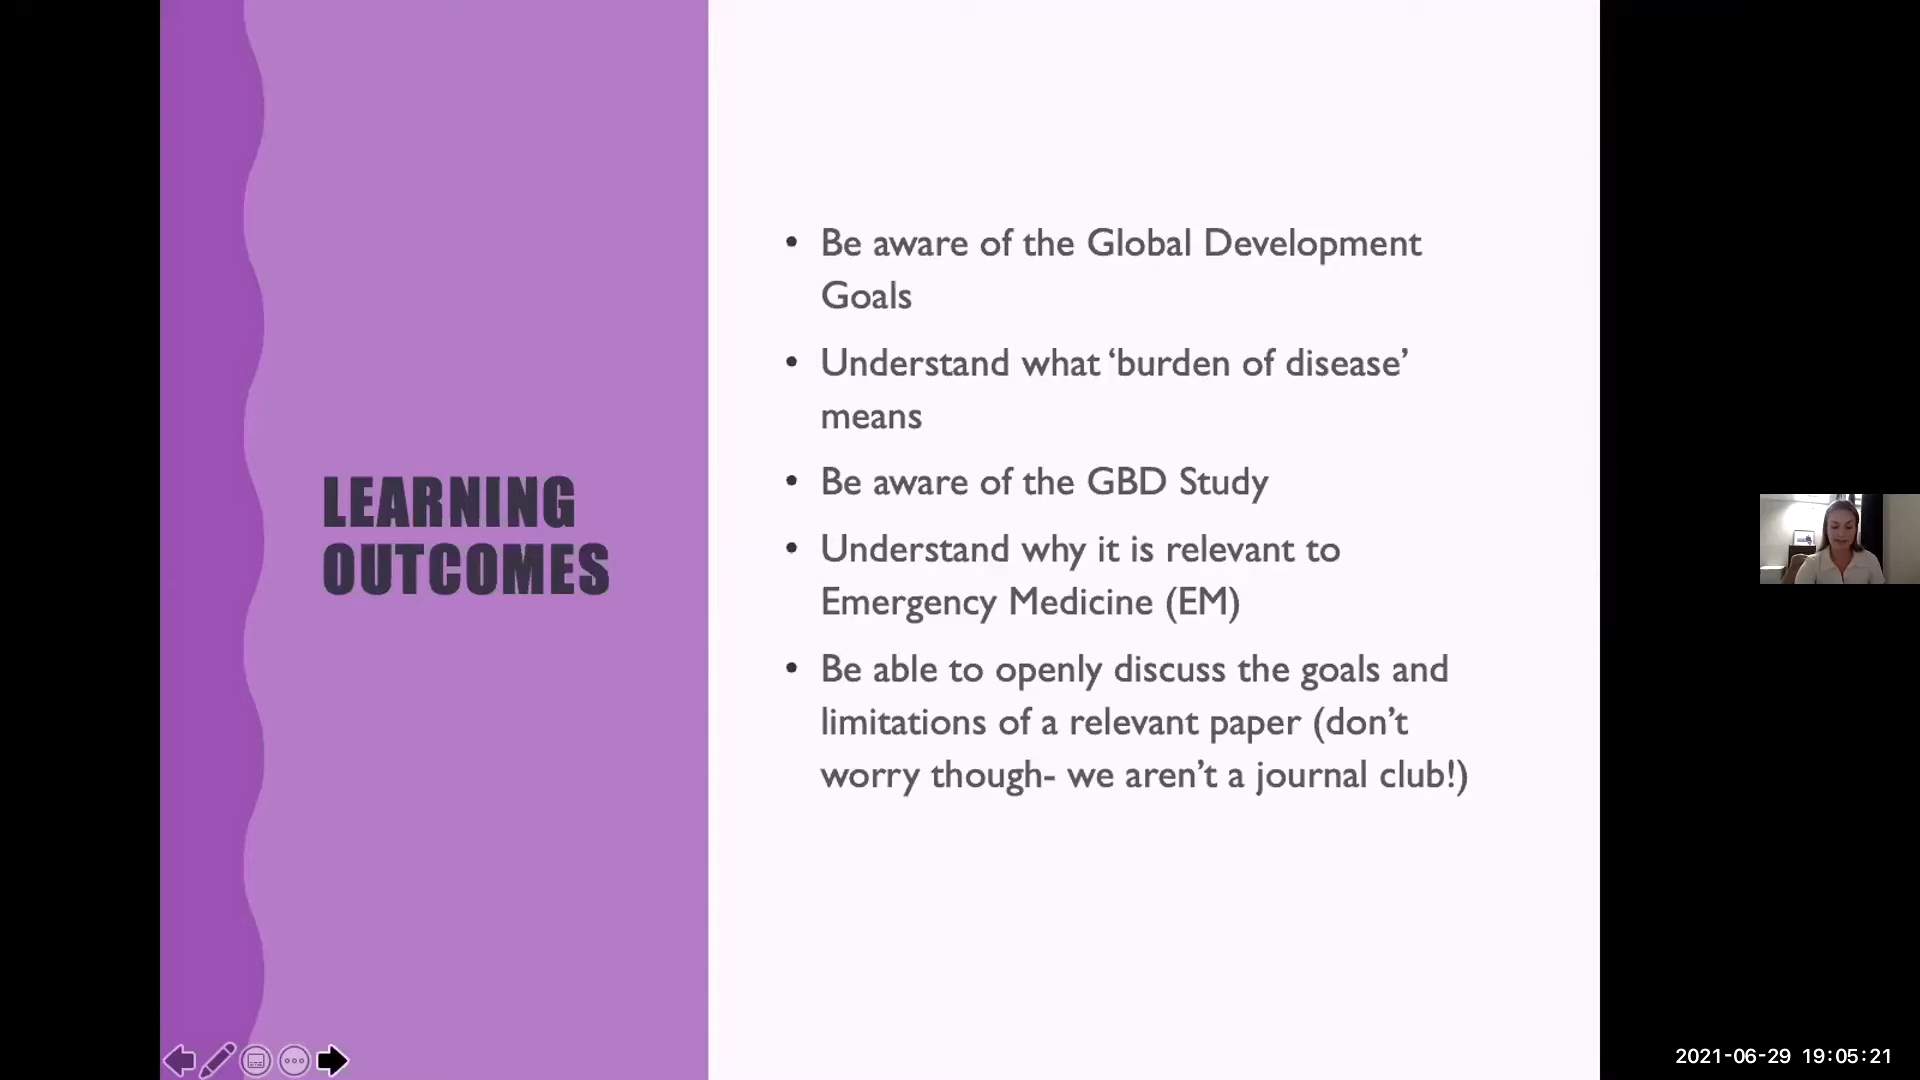 LEARNING
OUTCOMES
• Be aware of the Global Development
Goals
• Understand what ‘burden of disease’
means
• Be aware of the GBD Study
• Understand why it is relevant to
Emergency Medicine (EM)
• Be able to openly discuss the goals and
limitations of a relevant paper (don’t
worry though- we aren’t a journal club!)
2021-06-29 19:05:21